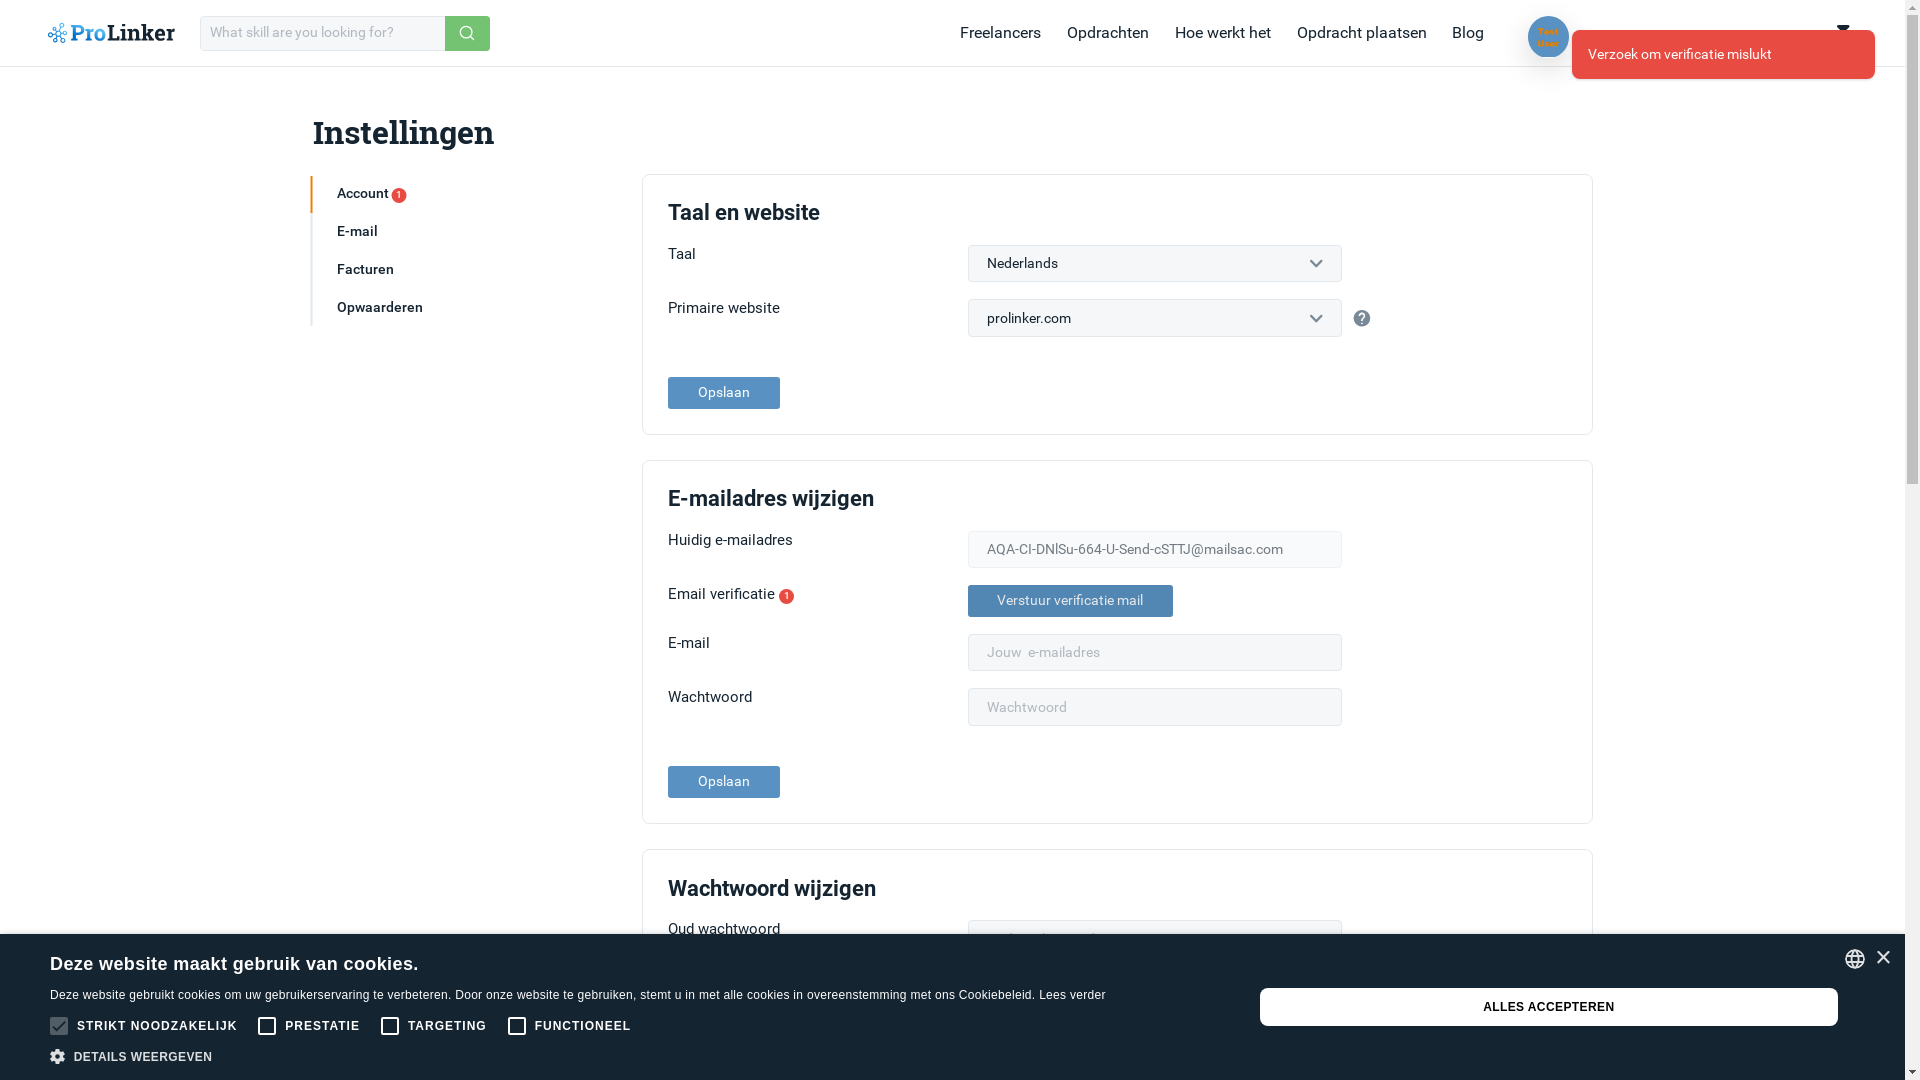 ProLinker
What skill are you looking for?
Freelancers
Opdrachten
Hoe werkt het
Opdracht plaatsen
Blog
Test
User
Verzoek om verificatie mislukt
Instellingen
Account 1
E-mail
Facturen
Opwaarderen
Taal en website
Taal
Nederlands
Primaire website
prolinker.com
?
Opslaan
E-mailadres wijzigen
Huidig e-mailadres
AQA-CI-DNlSu-664-U-Send-cSTTJ@mailsac.com
Email verificatie 1
Verstuur verificatie mail
E-mail
Jouw e-mailadres
Wachtwoord
Wachtwoord
Opslaan
Wachtwoord wijzigen
Oud wachtwoord
Deze website maakt gebruik van cookies.
Deze website gebruikt cookies om uw gebruikerservaring te verbeteren. Door onze website te gebruiken, stemt u in met alle cookies in overeenstemming met ons Cookiebeleid. Lees verder
STRIKT NOODZAKELIJK
PRESTATIE
TARGETING
FUNCTIONEEL
DETAILS WEERGEVEN
ALLES ACCEPTEREN
×